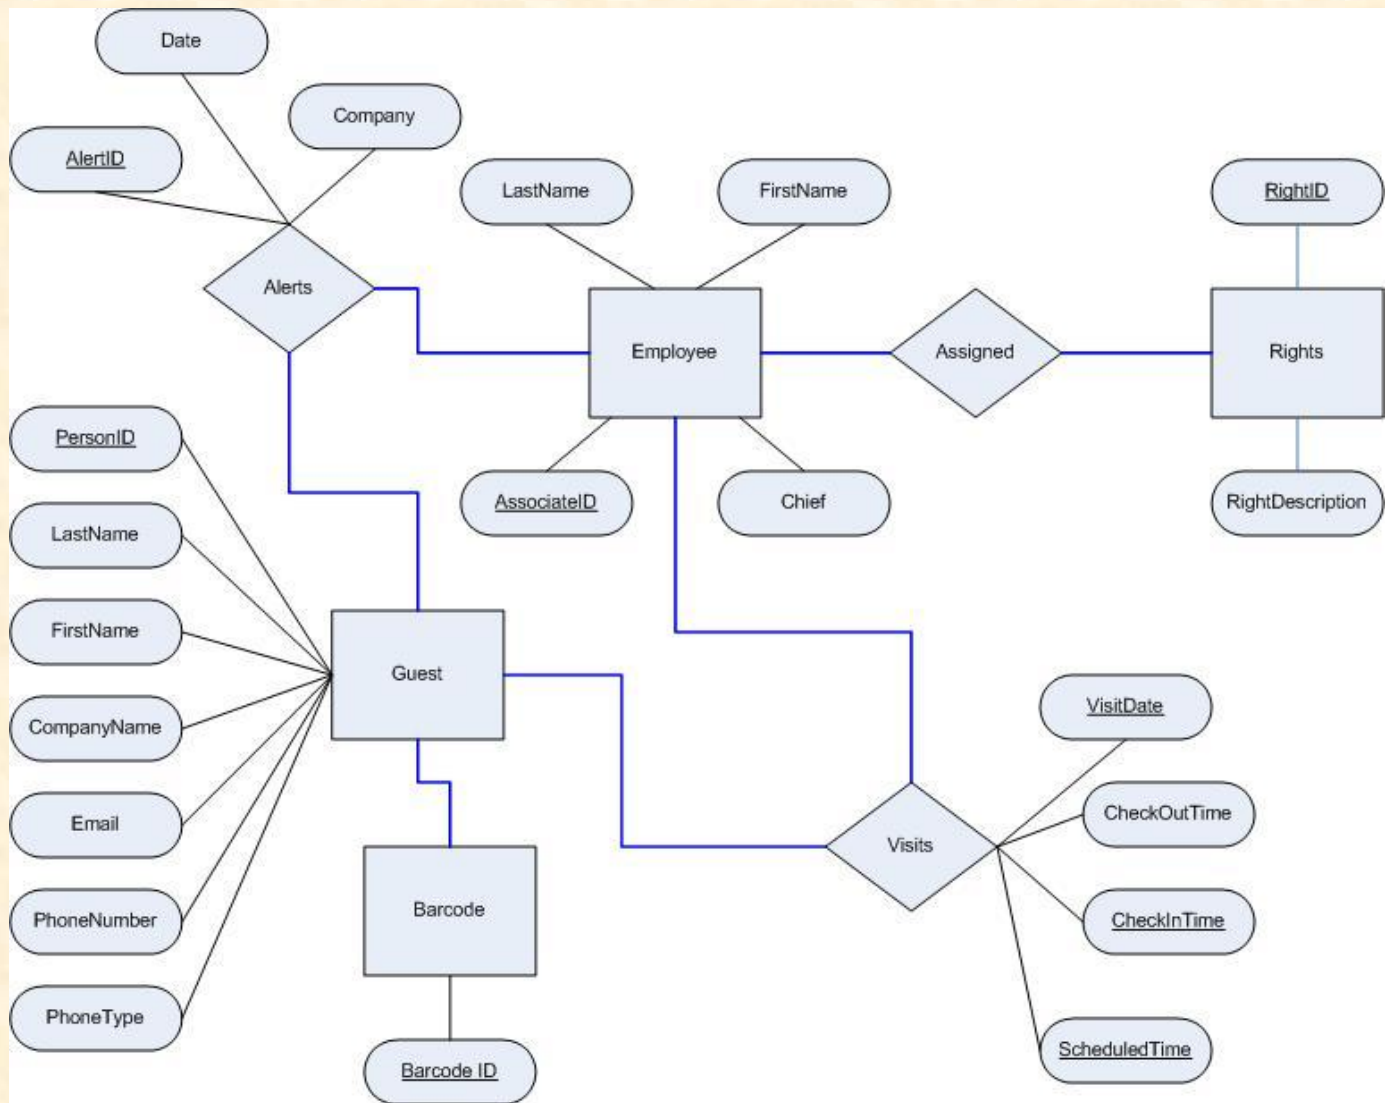 Date
Company
AlertID
LastName
FirstName
RightID
Alerts
Employee
Assigned
Rights
PersonID
AssociateID
Chief
RightDescription
LastName
FirstName
Guest
CompanyName
VisitDate
Email
CheckOutTime
Visits
PhoneNumber
Barcode
CheckInTime
PhoneType
ScheduledTime
Barcode ID